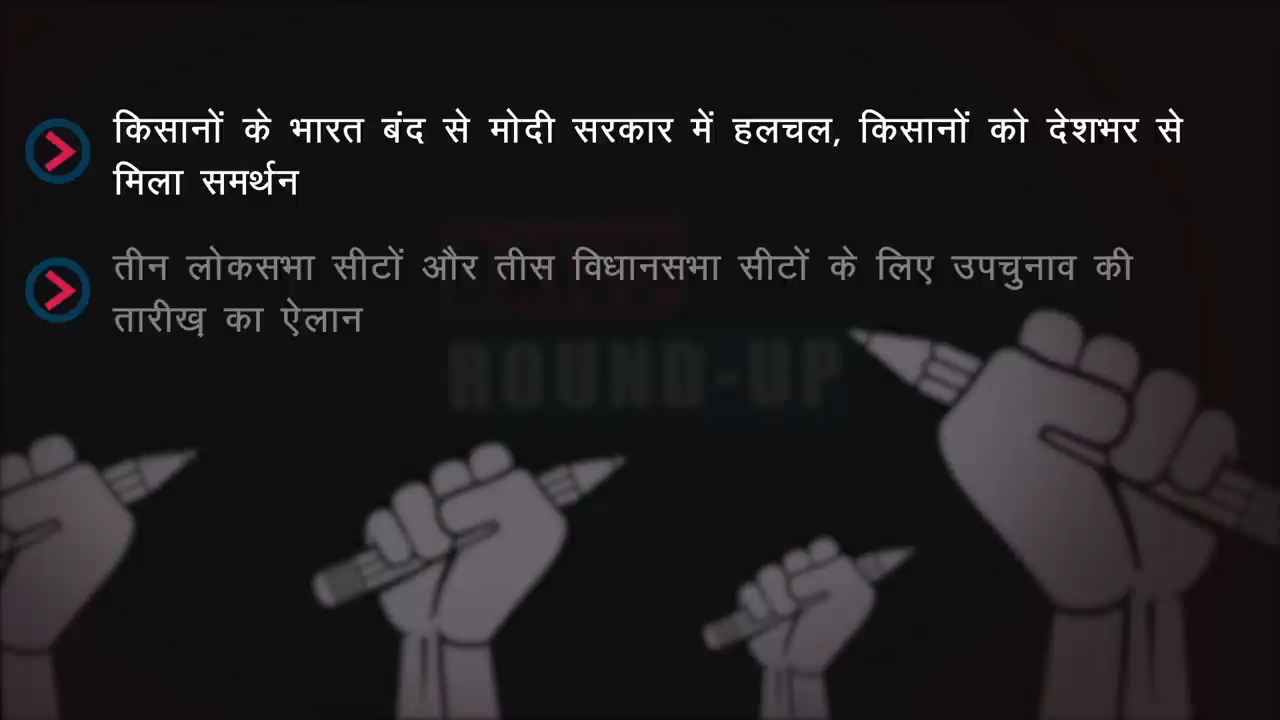 किसानों के भारत बंद से मोदी सरकार में हलचल, किसानों को देशभर से
मिला समर्थन
तीन लोकसभा सीटों और तीस विधानसभा सीटों के लिए उपचुनाव की
तारीख़ का ऐलान
ROUND-UP